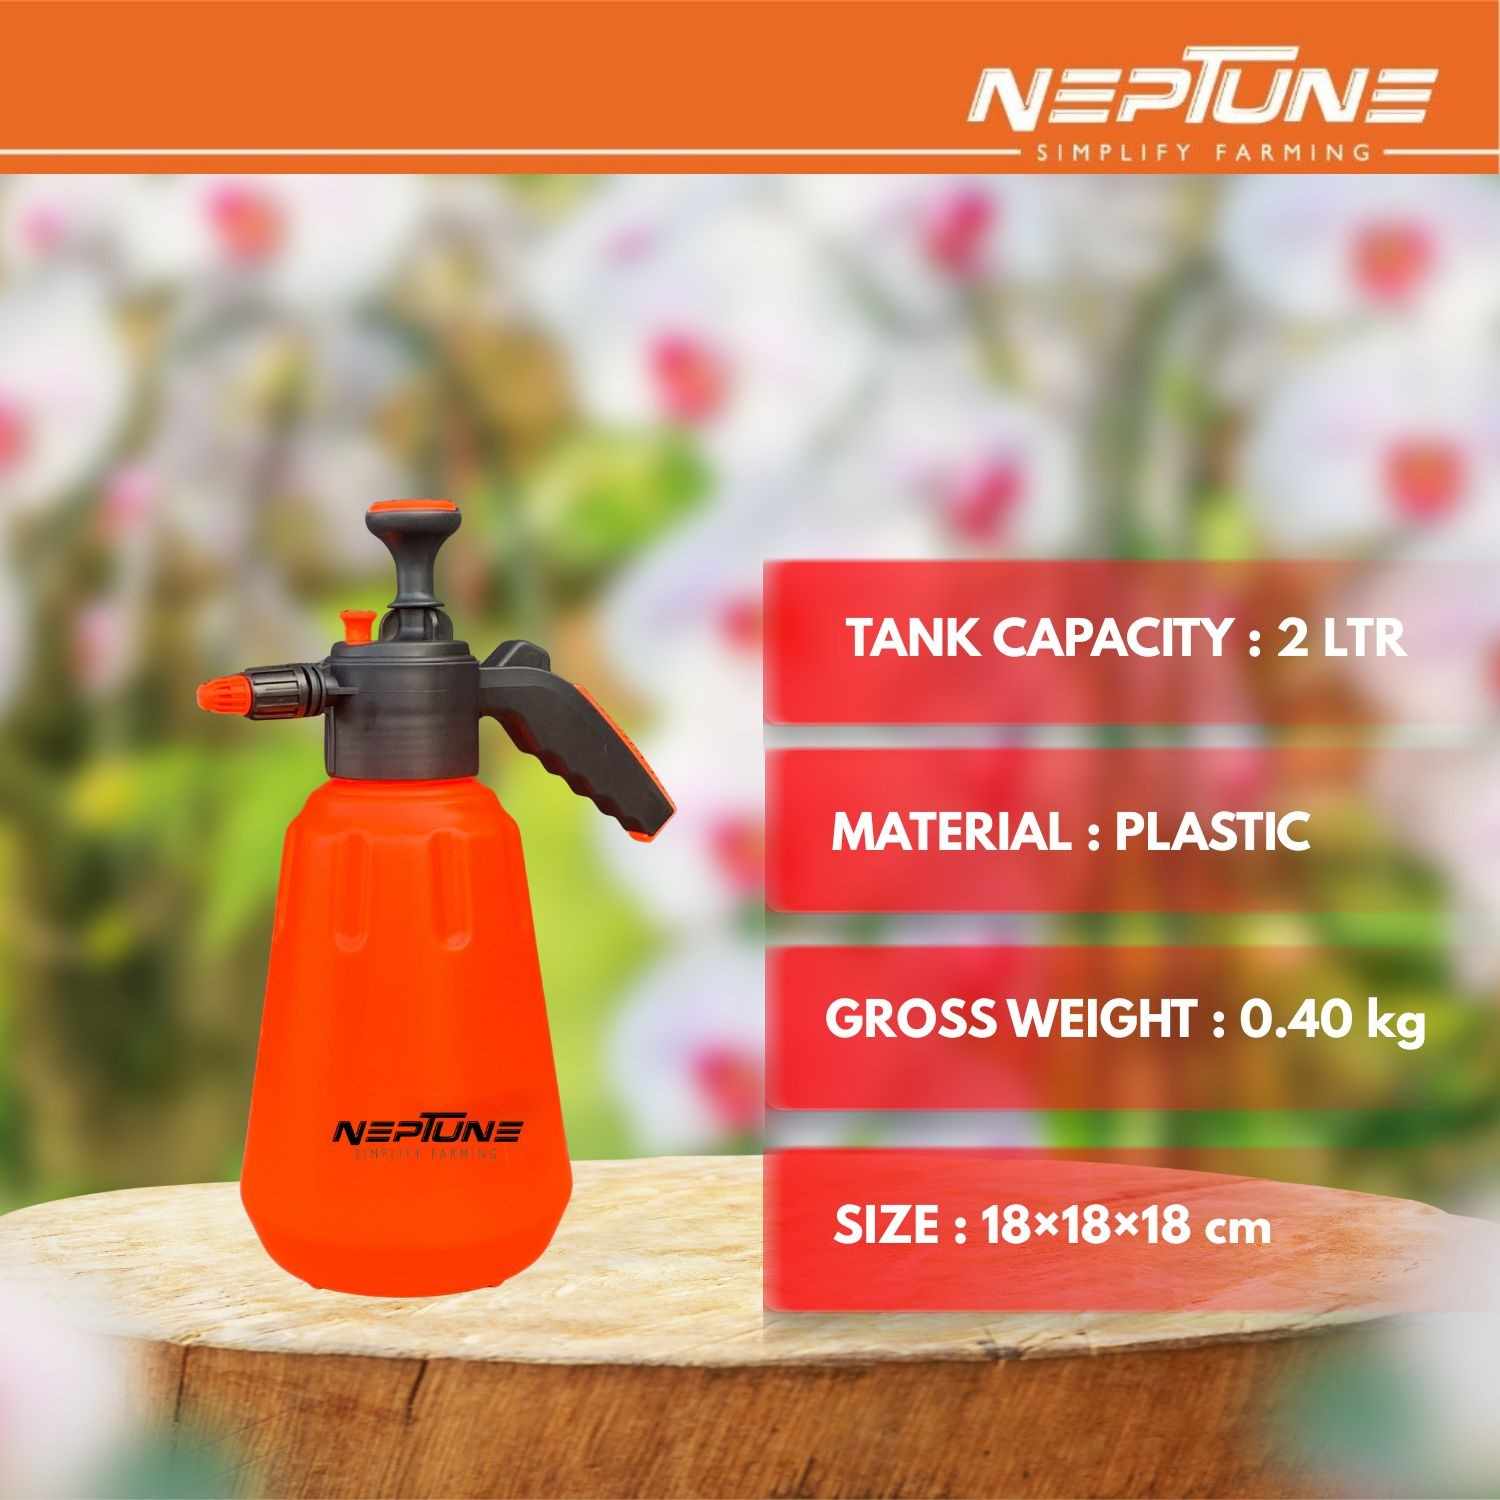 NEPTUNE
SIMPLIFY FARMING
TANK CAPACITY : 2 LTR
MATERIAL : PLASTIC
GROSS WEIGHT : 0.40 kg
SIZE : 18×18×18 cm
NEPTUNE
SIMPLIFY FARMING